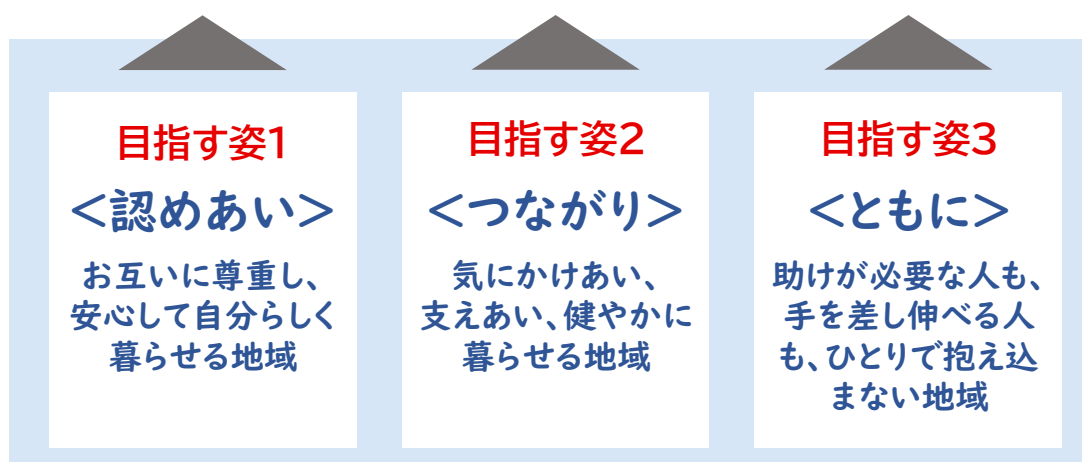 目指す姿1
<認めあい>
お互いに尊重し、
安心して自分らしく
暮らせる地域
目指す姿2
<つながり>
気にかけあい、
支えあい、健やかに
暮らせる地域
目指す姿3
<ともに>
助けが必要な人も、
手を差し伸べる人
も、ひとりで抱え込
まない地域